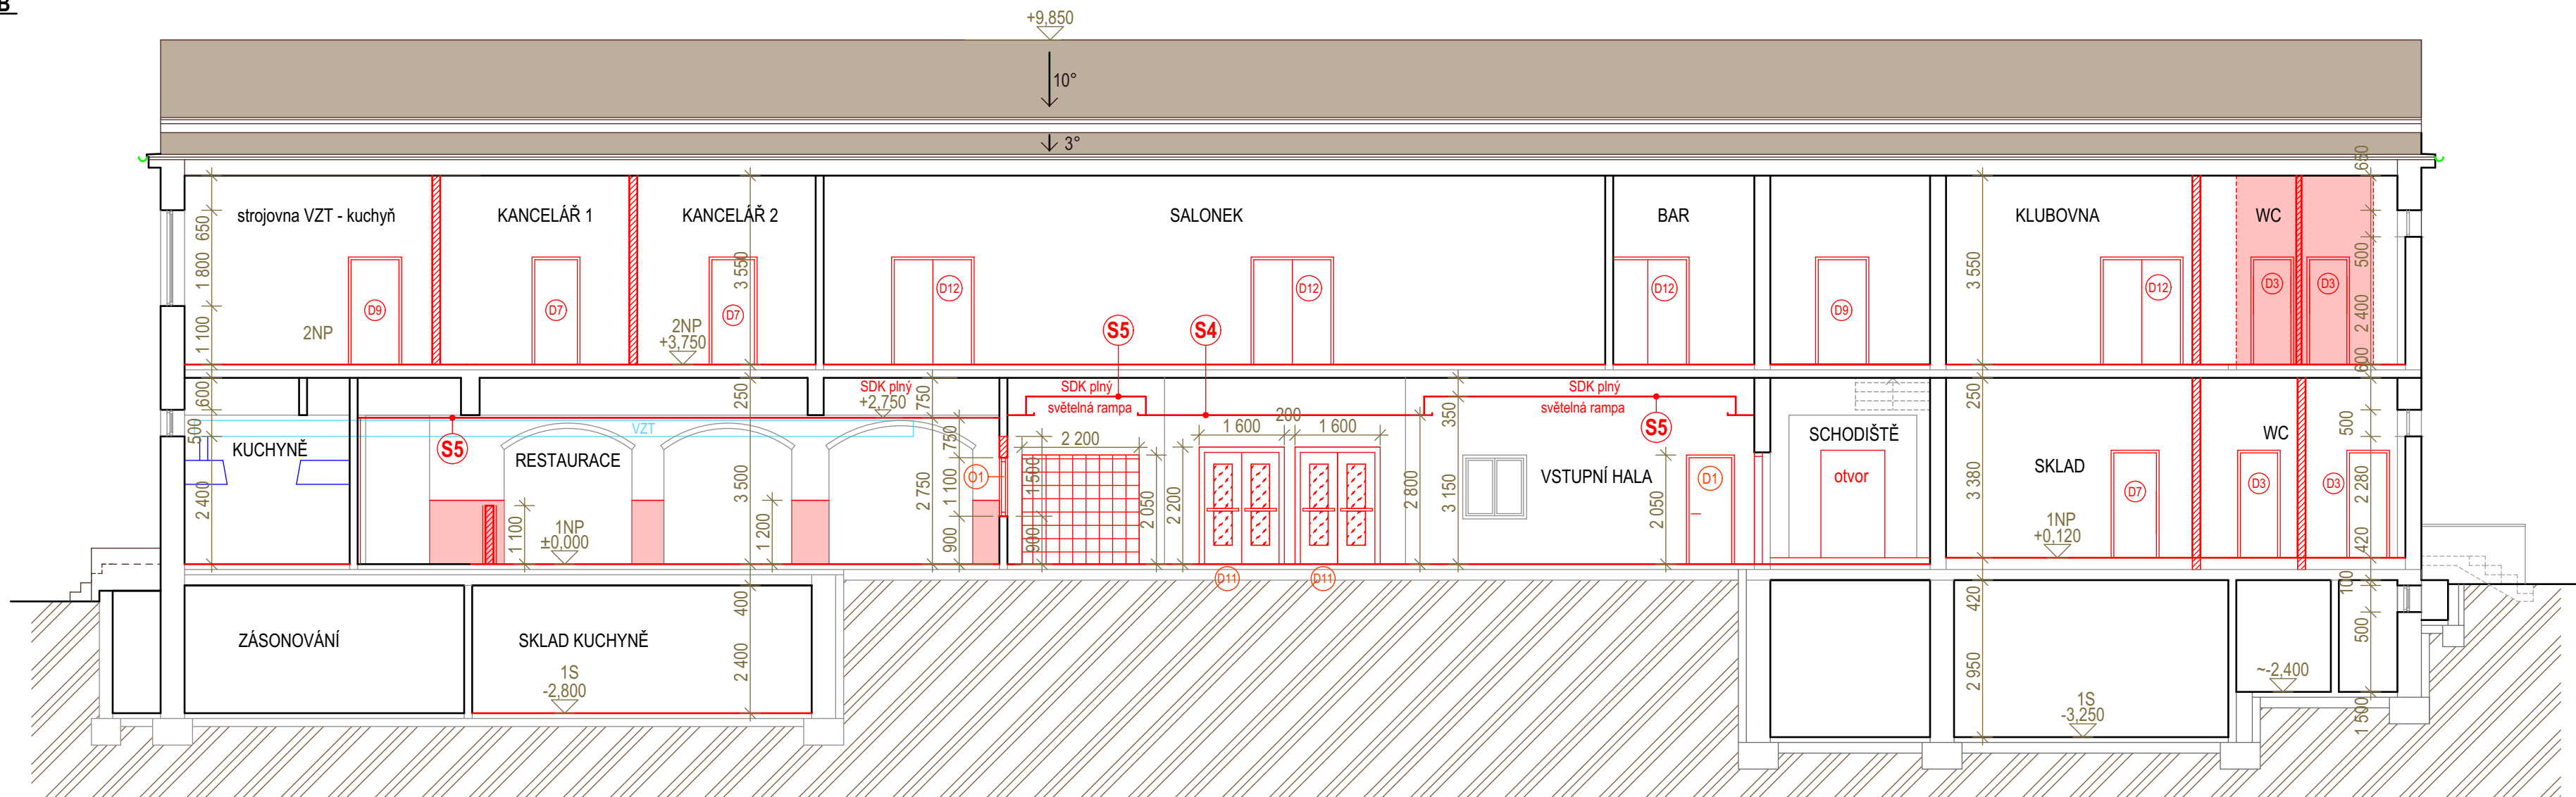 B
+9,850
10°
3°
strojovna VZT - kuchyň
KANCELÁŘ 1
KANCELÁŘ 2
SALONEK
BAR
KLUBOVNA
WC
650
1 800
1 100
3 550
3 550
650
500
2 400
600
D9
D7
D7
D12
D12
D12
D9
D12
D3
D3
2NP
2NP
+3,750
S5
S4
600
500
2 400
250
3 500
SDK plný
+2,750
750
2 750
SDK plný
světelná rampa
SDK plný
světelná rampa
VZT
KUCHYNĚ
S5
RESTAURACE
1 100
1NP
±0,000
1 200
750
1 100
900
O1
1 500
900
2 200
2 050
2 200
200
1 600
1 600
D11
D11
2 800
350
3 150
S5
VSTUPNÍ HALA
2 050
D1
SCHODIŠTĚ
otvor
250
3 380
SKLAD
1NP
+0,120
D7
WC
D3
D3
500
2 280
420
ZÁSONOVÁNÍ
SKLAD KUCHYNĚ
1S
-2,800
400
2 400
420
2 950
1S
-3,250
~-2,400
100
500
1 500